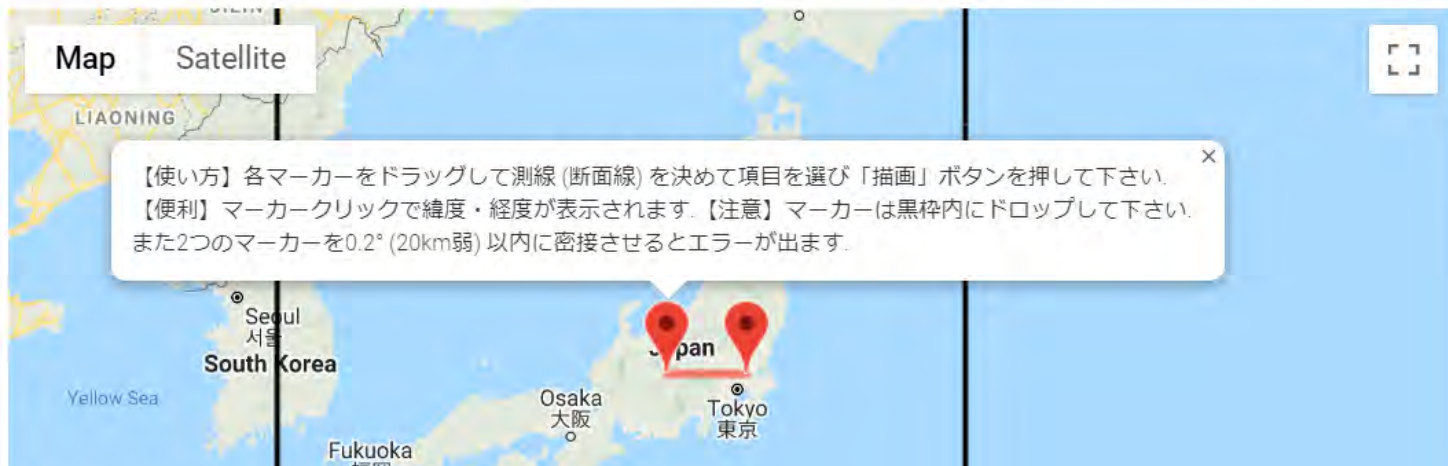 Map
Satellite
LIAONING
【使い方】各マーカーをドラッグして測線 (断面線) を決めて項目を選び「描画」ボタンを押して下さい.
【便利】マーカークリックで緯度・経度が表示されます.【注意】マーカーは黒枠内にドロップして下さい.
また2つのマーカーを0.2° (20km弱) 以内に密接させるとエラーが出ます.
Seoul
서울
South Korea
Yellow Sea
Osaka
大阪
Tokyo
東京
Fukuoka